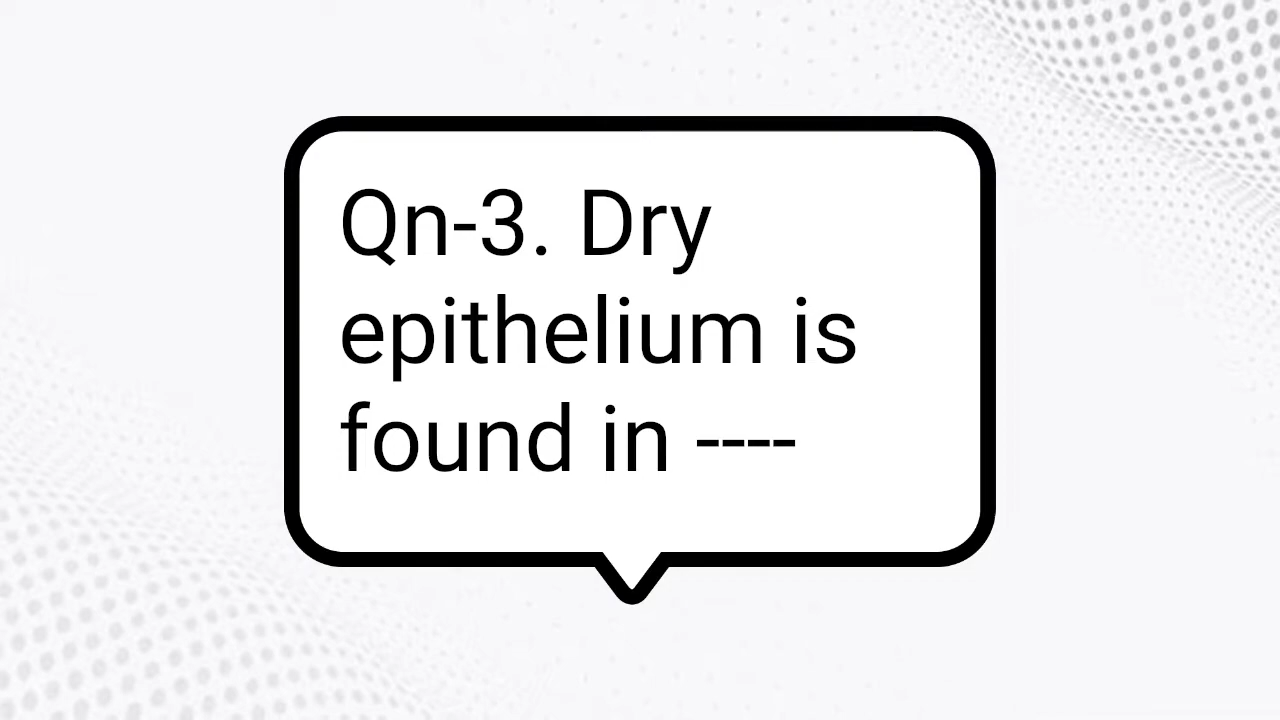 Qn-3. Dry
epithelium is
found in ----